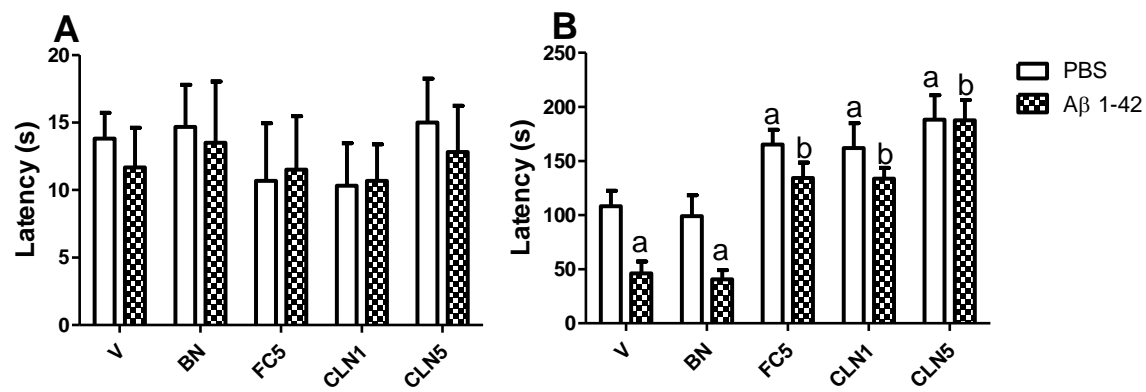 A
Latency (s)
20
15
10
5
0
V
BN
FC5
CLN1
CLN5
B
Latency (s)
250
200
150
100
50
0
a
a
a
b
a
b
a
b
V
BN
FC5
CLN1
CLN5
PBS
Aβ 1-42